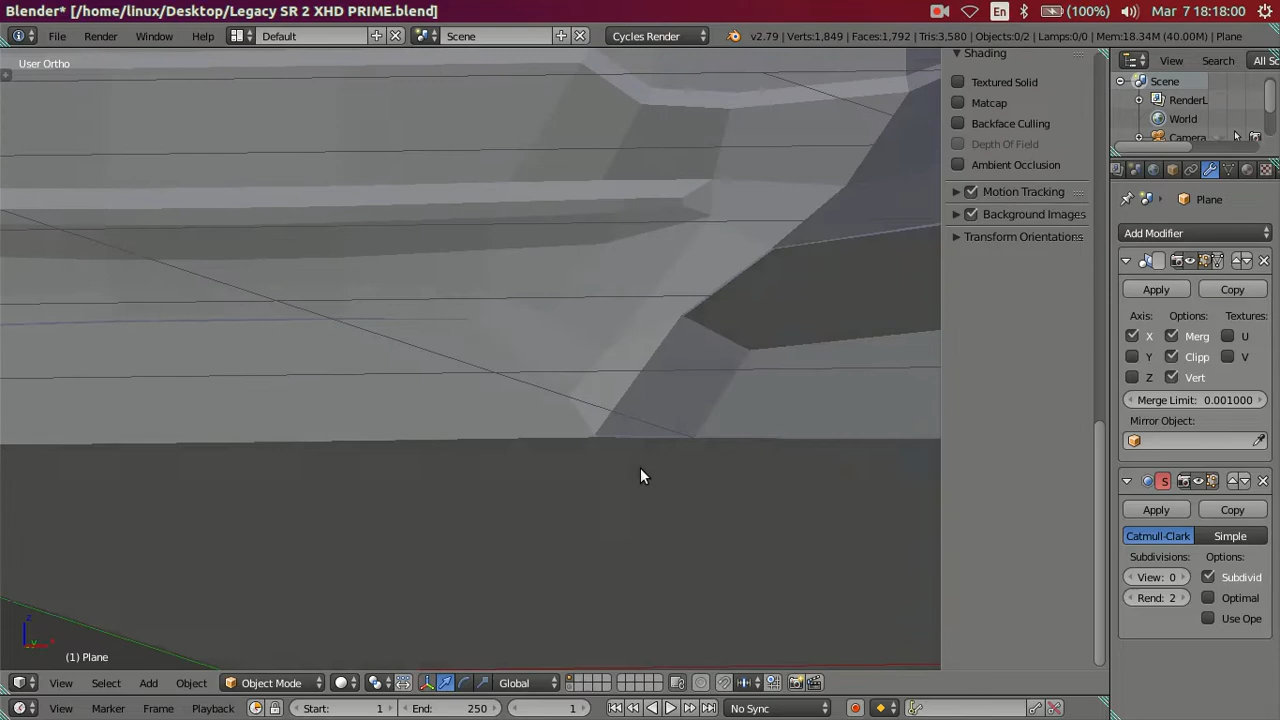 Blender* [/home/linux/Desktop/Legacy SR 2 XHD PRIME.blend]
En
(100%)
Mar 7 18:18:00
File
Render
Window
Help
Default
Scene
Cycles Render
v2.79 | Verts:1,849 | Faces:1,792 | Tris:3,580 | Objects:0/2 | Lamps:0/0 | Mem:18.34M (40.00M) | Plane
User Ortho
Shading
Textured Solid
Matcap
Backface Culling
Depth Of Field
Ambient Occlusion
Motion Tracking
Background Images
Transform Orientations
View
Search
All Sc
Scene
RenderL
World
Camera
Plane
Add Modifier
Apply
Copy
Axis:
Options:
Textures:
X
Merg
U
Y
Clipp
V
Z
Vert
Merge Limit: 0.001000
Mirror Object:
S
Apply
Copy
Catmull-Clark
Simple
Subdivisions:
Options:
View: 0
Subdivid
Rend: 2
Optimal
Use Ope
z
y
x
(1) Plane
View
Select
Add
Object
Object Mode
Global
View
Marker
Frame
Playback
Start: 1
End: 250
1
No Sync